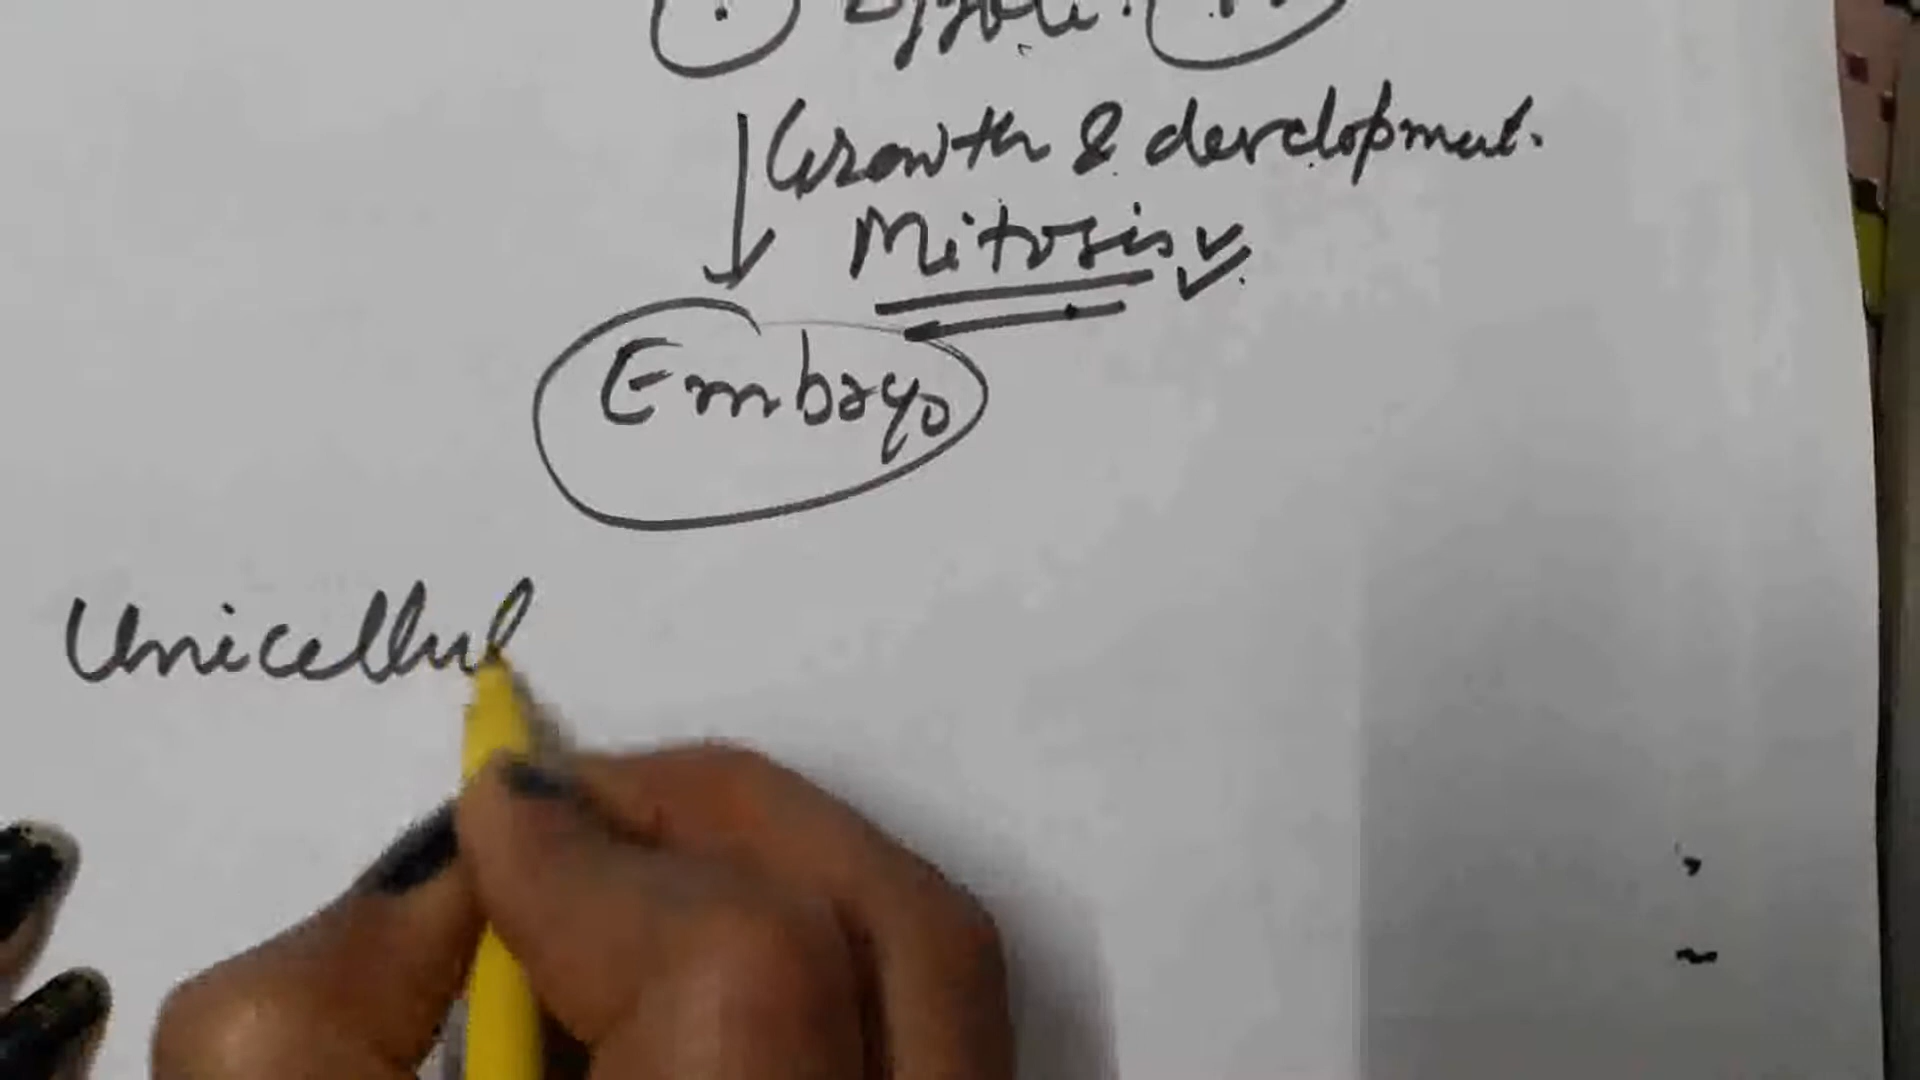 Growth & development.
Mitosis
Embryo
Unicellul